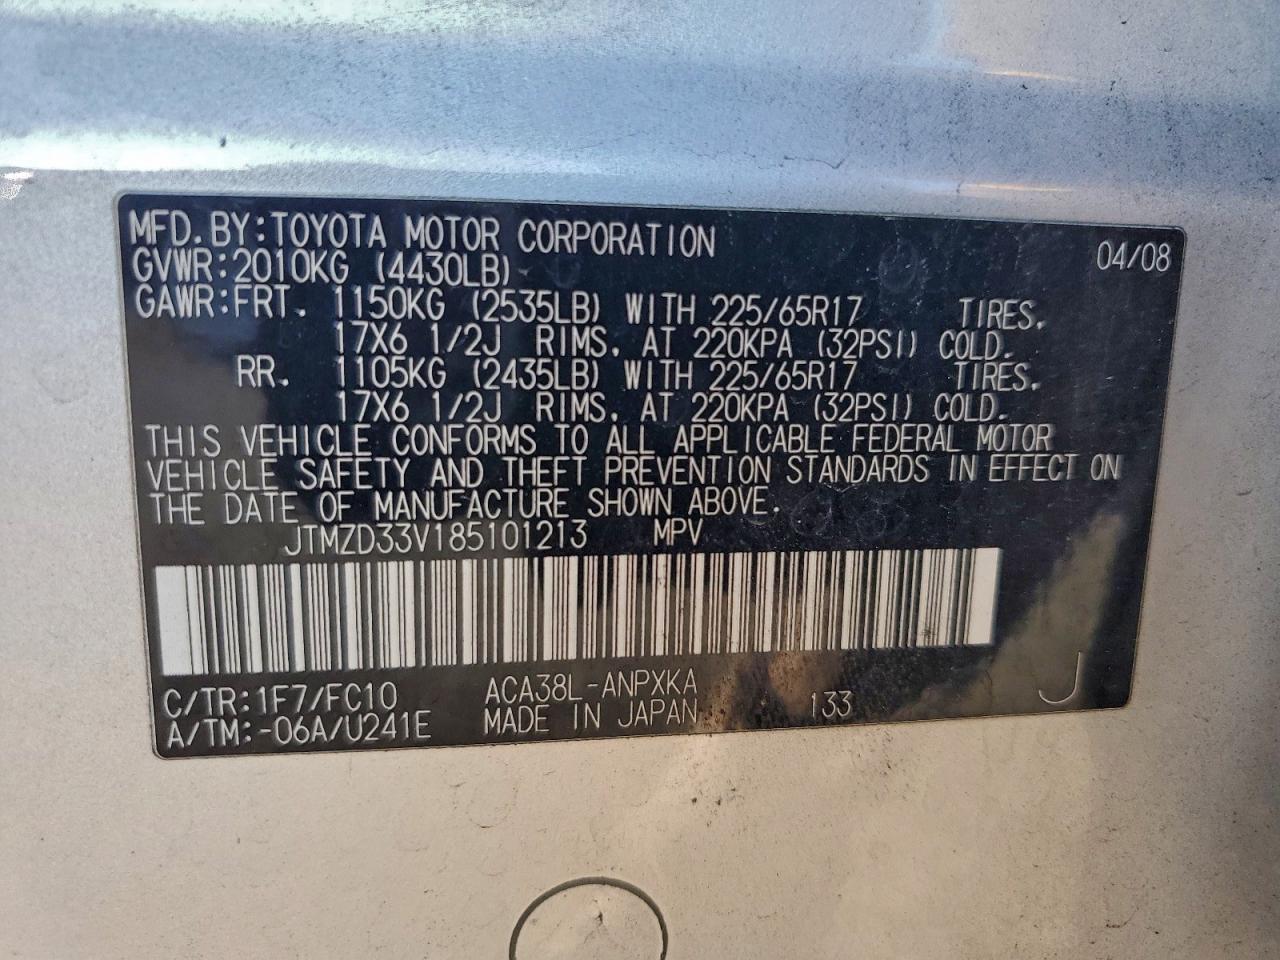 MFD. BY: TOYOTA MOTOR CORPORATION 04/08
GVWR: 2010KG (4430LB)
GAWR: FRT. 1150KG (2535LB) WITH 225/65R17 TIRES.
17X6 1/2J RIMS. AT 220KPA (32PSI) COLD.
RR. 1105KG (2435LB) WITH 225/65R17 TIRES.
17X6 1/2J RIMS. AT 220KPA (32PSI) COLD.
THIS VEHICLE CONFORMS TO ALL APPLICABLE FEDERAL MOTOR
VEHICLE SAFETY AND THEFT PREVENTION STANDARDS IN EFFECT ON
THE DATE OF MANUFACTURE SHOWN ABOVE.
JTMZD33V185101213 MPV
C/TR: 1F7/FC10 ACA38L-ANPXKA
A/TM: -06A/U241E MADE IN JAPAN 133 J